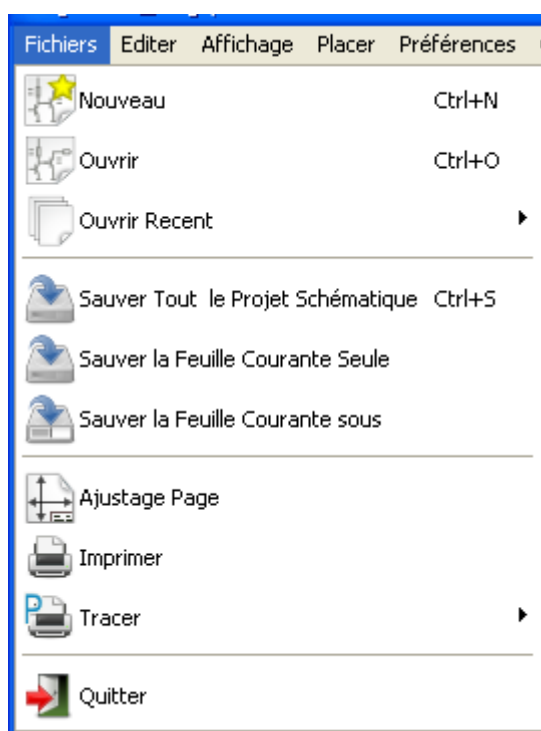 Fichiers Editer Affichage Placer Préférences
Nouveau Ctrl+N
Ouvrir Ctrl+O
Ouvrir Recent
Sauver Tout le Projet Schématique Ctrl+S
Sauver la Feuille Courante Seule
Sauver la Feuille Courante sous
Ajustage Page
Imprimer
Tracer
Quitter